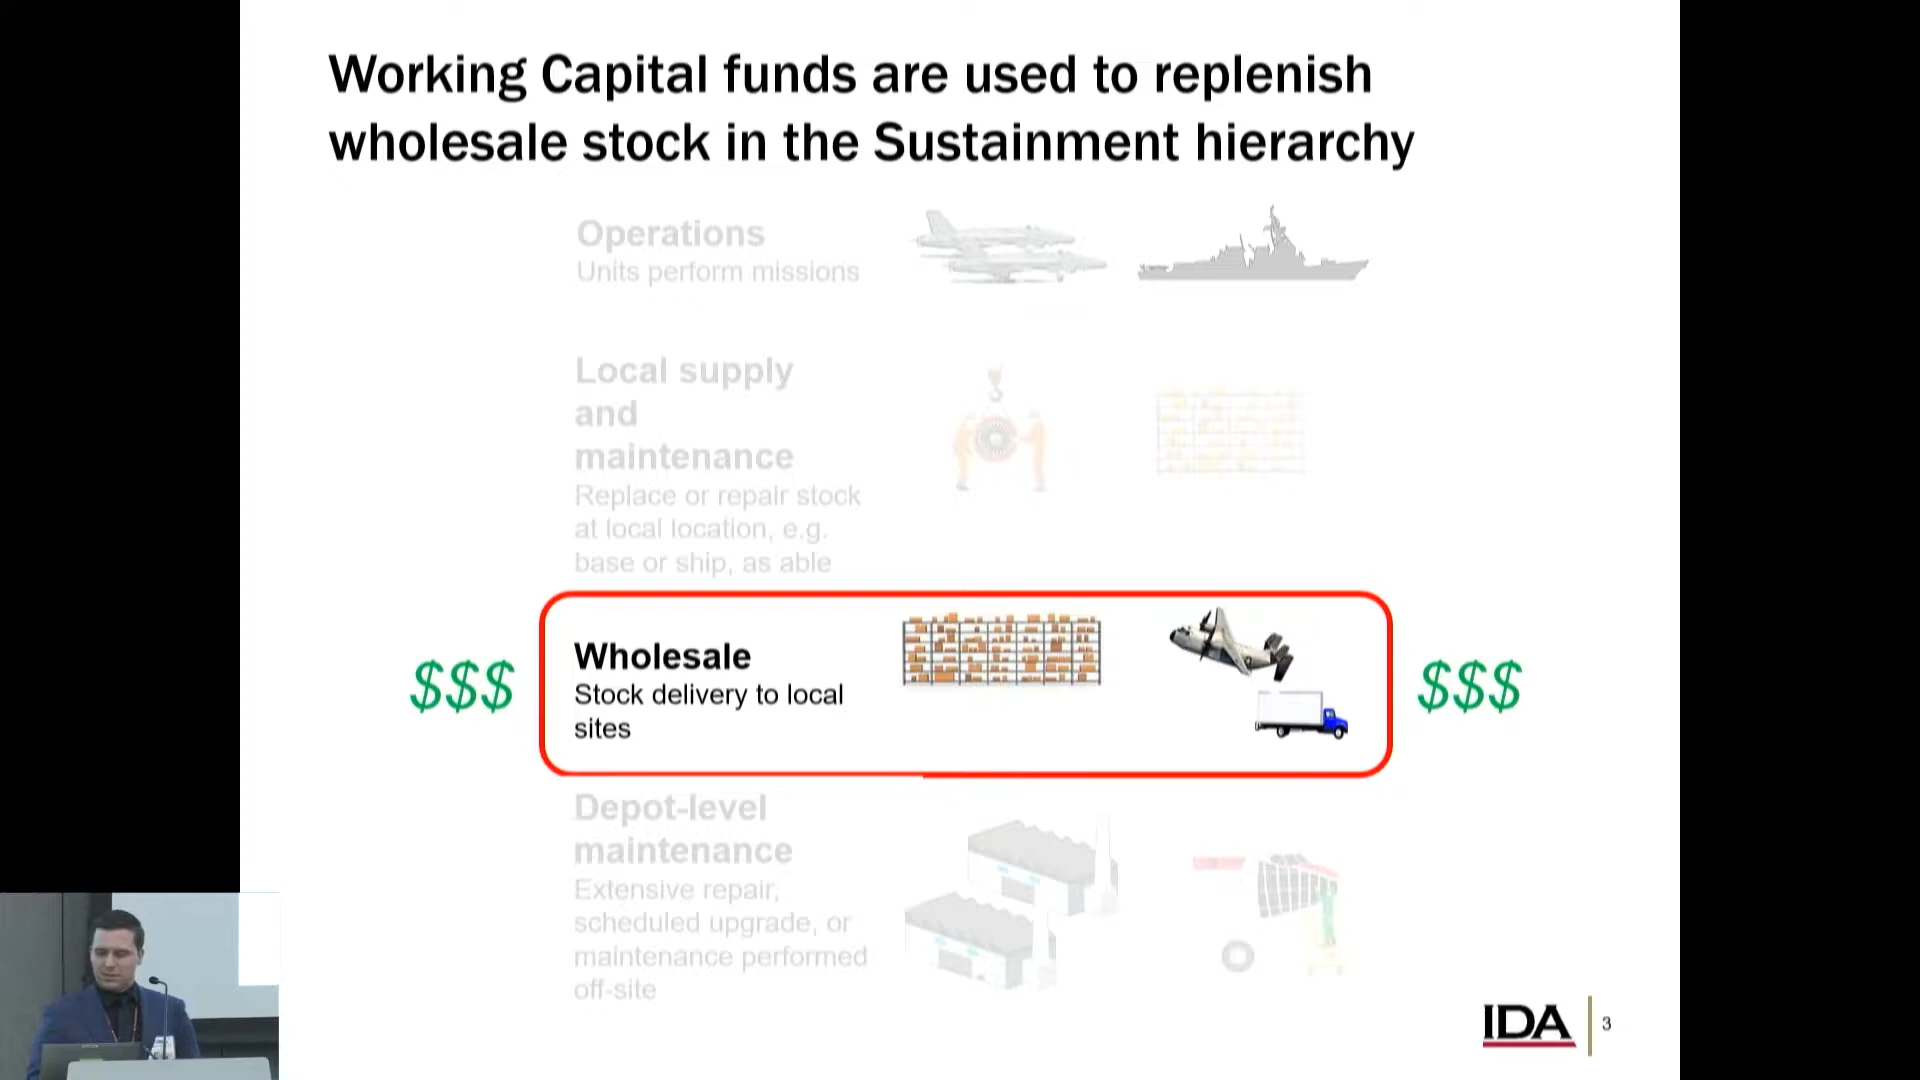 Working Capital funds are used to replenish
wholesale stock in the Sustainment hierarchy
Operations
Units perform missions
Local supply
and
maintenance
Replace or repair stock
at local location, e.g.
base or ship, as able
$$$
Wholesale
Stock delivery to local
sites
$$$
Depot-level
maintenance
Extensive repair,
scheduled upgrade, or
maintenance performed
off-site
IDA
3